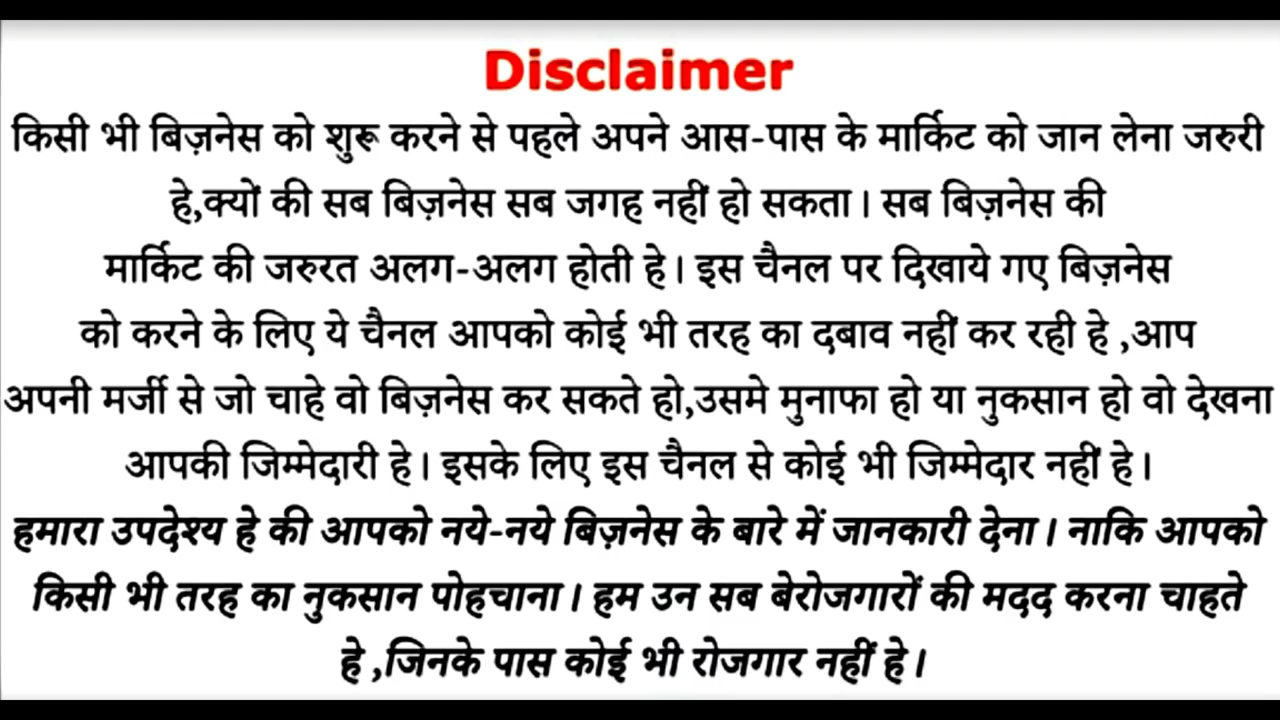 Disclaimer
किसी भी बिज़नेस को शुरू करने से पहले अपने आस-पास के मार्किट को जान लेना जरुरी
हे,क्यों की सब बिज़नेस सब जगह नहीं हो सकता। सब बिज़नेस की
मार्किट की जरुरत अलग-अलग होती हे। इस चैनल पर दिखाये गए बिज़नेस
को करने के लिए ये चैनल आपको कोई भी तरह का दबाव नहीं कर रही हे ,आप
अपनी मर्जी से जो चाहे वो बिज़नेस कर सकते हो,उसमे मुनाफा हो या नुकसान हो वो देखना
आपकी जिम्मेदारी हे। इसके लिए इस चैनल से कोई भी जिम्मेदार नहीं हे।
हमारा उपदेश्य हे की आपको नये-नये बिज़नेस के बारे में जानकारी देना। नाकि आपको
किसी भी तरह का नुकसान पोहचाना। हम उन सब बेरोजगारों की मदद करना चाहते
हे ,जिनके पास कोई भी रोजगार नहीं हे।